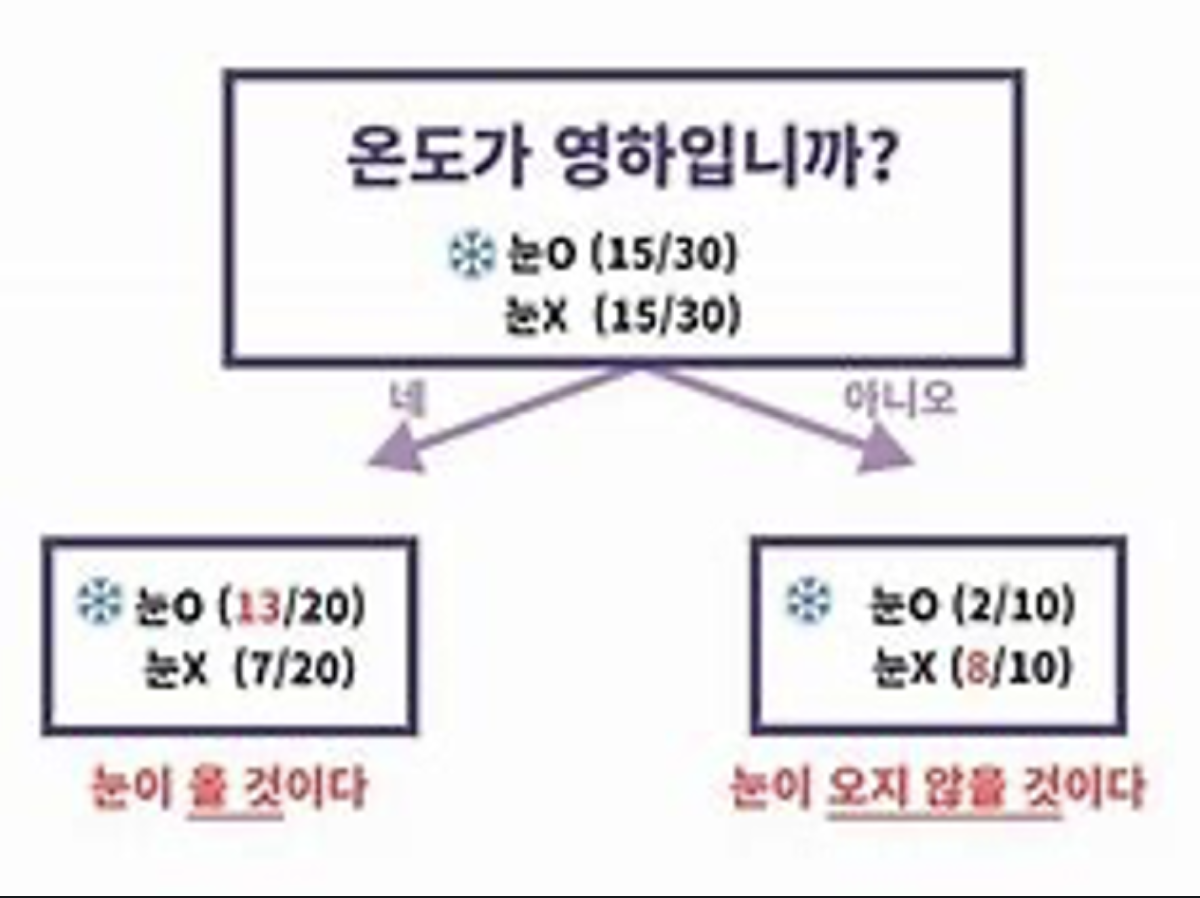 온도가 영하입니까?
눈O (15/30)
눈X (15/30)
네
아니오
눈O (13/20)
눈X (7/20)
눈이 올 것이다
눈O (2/10)
눈X (8/10)
눈이 오지 않을 것이다